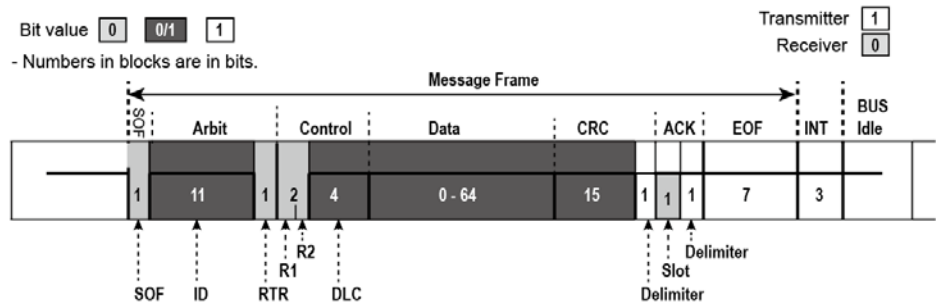 Bit value 0 0/1 1
- Numbers in blocks are in bits.
Transmitter 1
Receiver 0
Message Frame
SOF Arbit Control Data CRC ACK EOF INT BUS Idle
1 11 1 2 4 0 - 64 15 1 1 1 7 3
R2
R1
Delimiter
Slot
SOF ID RTR DLC Delimiter